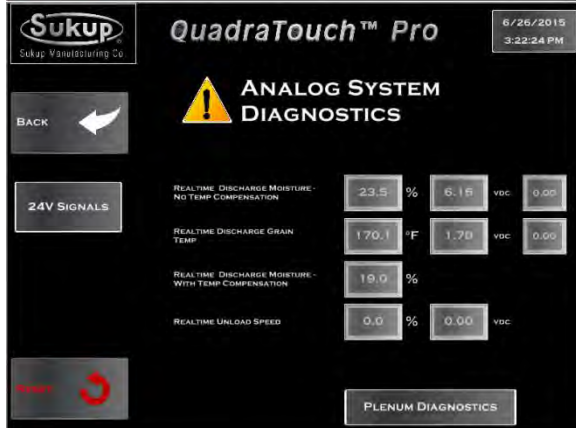 Sukup
Sukup Manufacturing Co.
QuadraTouch™ Pro
6/26/2015
3:22:24 PM
ANALOG SYSTEM
DIAGNOSTICS
BACK
24V SIGNALS
REALTIME DISCHARGE MOISTURE -
NO TEMP COMPENSATION
23.5 % 6.15 VDC 0.00
REALTIME DISCHARGE GRAIN
TEMP
170.1 °F 1.70 VDC 0.00
REALTIME DISCHARGE MOISTURE -
WITH TEMP COMPENSATION
19.0 %
REALTIME UNLOAD SPEED
0.0 % 0.00 VDC
RESET
PLENUM DIAGNOSTICS